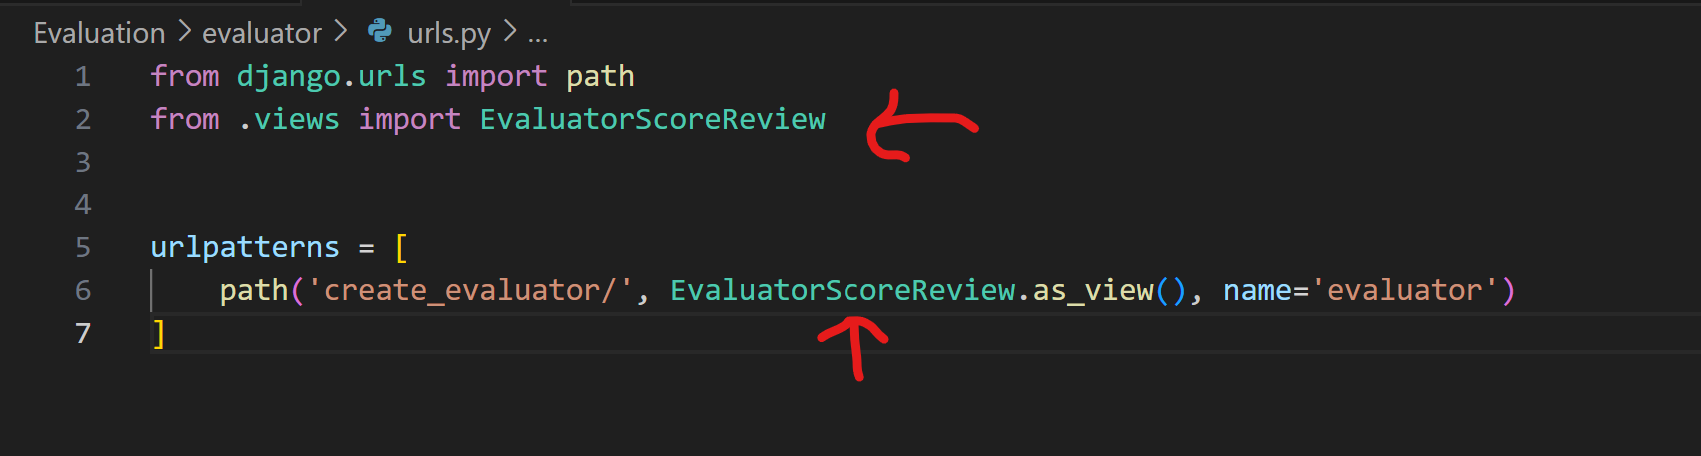 Evaluation > evaluator > urls.py > ...
1 from django.urls import path
2 from .views import EvaluatorScoreReview
3
4
5 urlpatterns = [
6     path('create_evaluator/', EvaluatorScoreReview.as_view(), name='evaluator')
7 ]